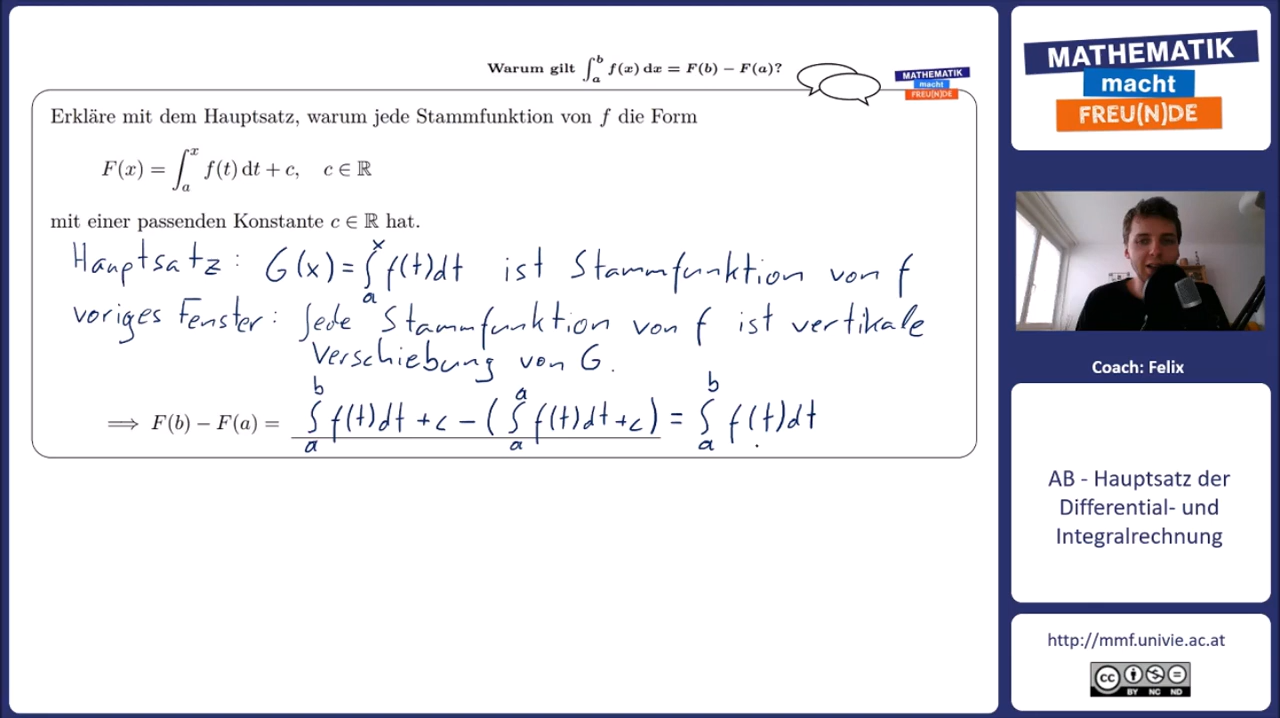 Warum gilt ∫_a^b f(x) dx = F(b) − F(a)?
MATHEMATIK
macht
FREU(N)DE
Erkläre mit dem Hauptsatz, warum jede Stammfunktion von f die Form
F(x) = ∫_a^x f(t) dt + c, c ∈ ℝ
mit einer passenden Konstante c ∈ ℝ hat.
Hauptsatz: G(x) = ∫_a^x f(t)dt ist Stammfunktion von f
voriges Fenster: Jede Stammfunktion von f ist vertikale
Verschiebung von G.
⟹ F(b) − F(a) = ∫_a^b f(t)dt + c − (∫_a^a f(t)dt + c) = ∫_a^b f(t)dt
MATHEMATIK
macht
FREU(N)DE
Coach: Felix
AB - Hauptsatz der
Differential- und
Integralrechnung
http://mmf.univie.ac.at
cc
BY NC ND